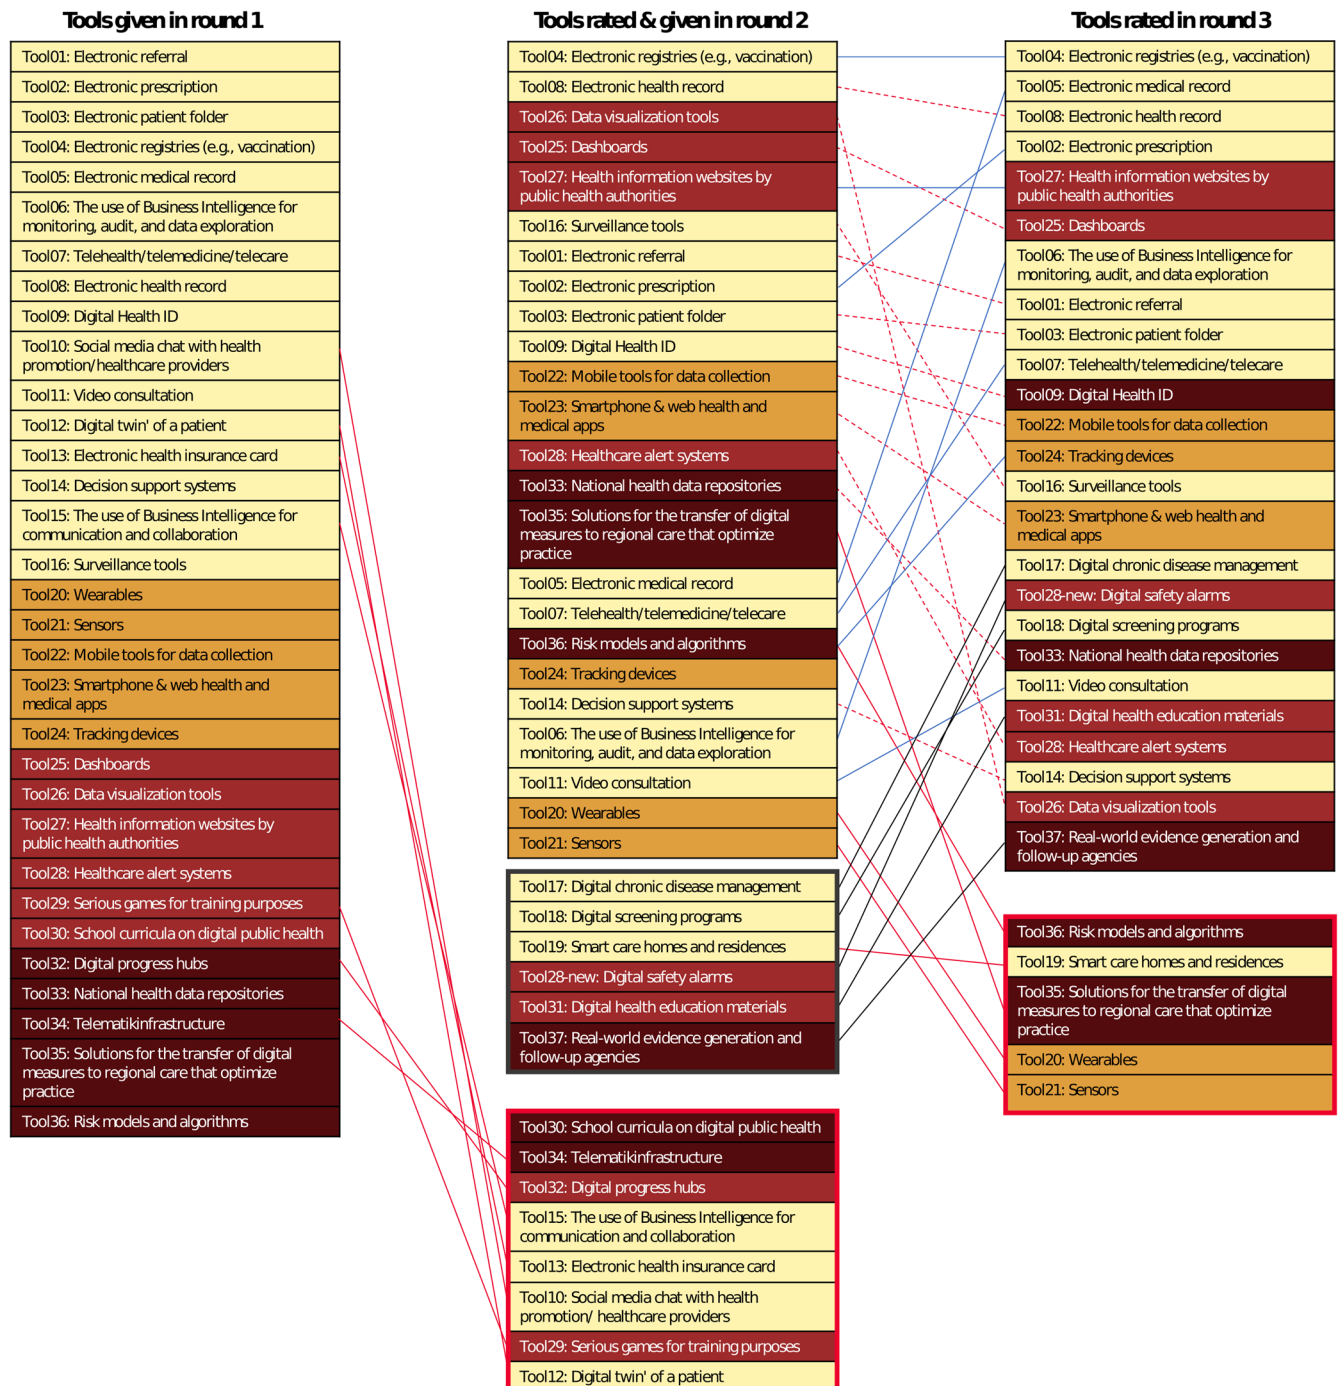 Tools given in round 1
Tool01: Electronic referral
Tool02: Electronic prescription
Tool03: Electronic patient folder
Tool04: Electronic registries (e.g., vaccination)
Tool05: Electronic medical record
Tool06: The use of Business Intelligence for
monitoring, audit, and data exploration
Tool07: Telehealth/telemedicine/telecare
Tool08: Electronic health record
Tool09: Digital Health ID
Tool10: Social media chat with health
promotion/healthcare providers
Tool11: Video consultation
Tool12: Digital twin' of a patient
Tool13: Electronic health insurance card
Tool14: Decision support systems
Tool15: The use of Business Intelligence for
communication and collaboration
Tool16: Surveillance tools
Tool20: Wearables
Tool21: Sensors
Tool22: Mobile tools for data collection
Tool23: Smartphone & web health and
medical apps
Tool24: Tracking devices
Tool25: Dashboards
Tool26: Data visualization tools
Tool27: Health information websites by
public health authorities
Tool28: Healthcare alert systems
Tool29: Serious games for training purposes
Tool30: School curricula on digital public health
Tool32: Digital progress hubs
Tool33: National health data repositories
Tool34: Telematikinfrastructure
Tool35: Solutions for the transfer of digital
measures to regional care that optimize
practice
Tool36: Risk models and algorithms
Tools rated & given in round 2
Tool04: Electronic registries (e.g., vaccination)
Tool08: Electronic health record
Tool26: Data visualization tools
Tool25: Dashboards
Tool27: Health information websites by
public health authorities
Tool16: Surveillance tools
Tool01: Electronic referral
Tool02: Electronic prescription
Tool03: Electronic patient folder
Tool09: Digital Health ID
Tool22: Mobile tools for data collection
Tool23: Smartphone & web health and
medical apps
Tool28: Healthcare alert systems
Tool33: National health data repositories
Tool35: Solutions for the transfer of digital
measures to regional care that optimize
practice
Tool05: Electronic medical record
Tool07: Telehealth/telemedicine/telecare
Tool36: Risk models and algorithms
Tool24: Tracking devices
Tool14: Decision support systems
Tool06: The use of Business Intelligence for
monitoring, audit, and data exploration
Tool11: Video consultation
Tool20: Wearables
Tool21: Sensors
Tool17: Digital chronic disease management
Tool18: Digital screening programs
Tool19: Smart care homes and residences
Tool28-new: Digital safety alarms
Tool31: Digital health education materials
Tool37: Real-world evidence generation and
follow-up agencies
Tool30: School curricula on digital public health
Tool34: Telematikinfrastructure
Tool32: Digital progress hubs
Tool15: The use of Business Intelligence for
communication and collaboration
Tool13: Electronic health insurance card
Tool10: Social media chat with health
promotion/ healthcare providers
Tool29: Serious games for training purposes
Tool12: Digital twin' of a patient
Tools rated in round 3
Tool04: Electronic registries (e.g., vaccination)
Tool05: Electronic medical record
Tool08: Electronic health record
Tool02: Electronic prescription
Tool27: Health information websites by
public health authorities
Tool25: Dashboards
Tool06: The use of Business Intelligence for
monitoring, audit, and data exploration
Tool01: Electronic referral
Tool03: Electronic patient folder
Tool07: Telehealth/telemedicine/telecare
Tool09: Digital Health ID
Tool22: Mobile tools for data collection
Tool24: Tracking devices
Tool16: Surveillance tools
Tool23: Smartphone & web health and
medical apps
Tool17: Digital chronic disease management
Tool28-new: Digital safety alarms
Tool18: Digital screening programs
Tool33: National health data repositories
Tool11: Video consultation
Tool31: Digital health education materials
Tool28: Healthcare alert systems
Tool14: Decision support systems
Tool26: Data visualization tools
Tool37: Real-world evidence generation and
follow-up agencies
Tool36: Risk models and algorithms
Tool19: Smart care homes and residences
Tool35: Solutions for the transfer of digital
measures to regional care that optimize
practice
Tool20: Wearables
Tool21: Sensors